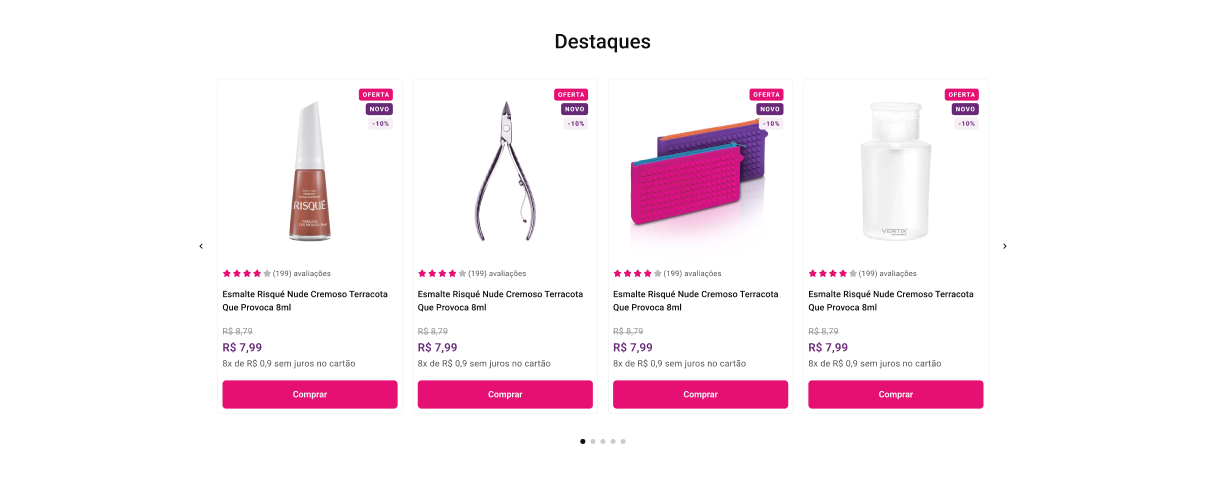 Destaques
OFERTA
NOVO
-10%
RISQUÉ
(199) avaliações
Esmalte Risqué Nude Cremoso Terracota
Que Provoca 8ml
R$ 8,79
R$ 7,99
8x de R$ 0,9 sem juros no cartão
Comprar
OFERTA
NOVO
-10%
(199) avaliações
Esmalte Risqué Nude Cremoso Terracota
Que Provoca 8ml
R$ 8,79
R$ 7,99
8x de R$ 0,9 sem juros no cartão
Comprar
OFERTA
NOVO
-10%
(199) avaliações
Esmalte Risqué Nude Cremoso Terracota
Que Provoca 8ml
R$ 8,79
R$ 7,99
8x de R$ 0,9 sem juros no cartão
Comprar
OFERTA
NOVO
-10%
VERTIX
(199) avaliações
Esmalte Risqué Nude Cremoso Terracota
Que Provoca 8ml
R$ 8,79
R$ 7,99
8x de R$ 0,9 sem juros no cartão
Comprar